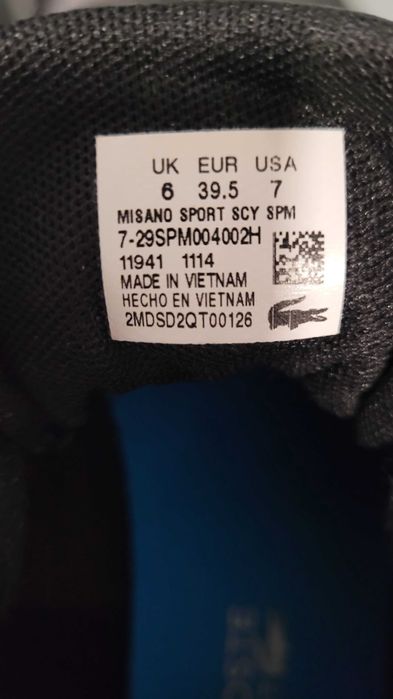 UK EUR USA
6 39.5 7
MISANO SPORT SCY SPM
7-29SPM004002H
11941 1114
MADE IN VIETNAM
HECHO EN VIETNAM
2MDSD2QT00126